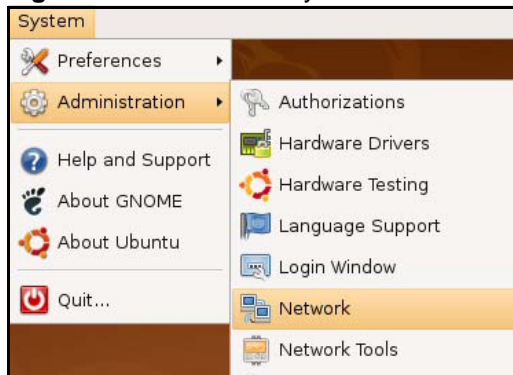 System
Preferences
Administration
Help and Support
About GNOME
About Ubuntu
Quit...
Authorizations
Hardware Drivers
Hardware Testing
Language Support
Login Window
Network
Network Tools